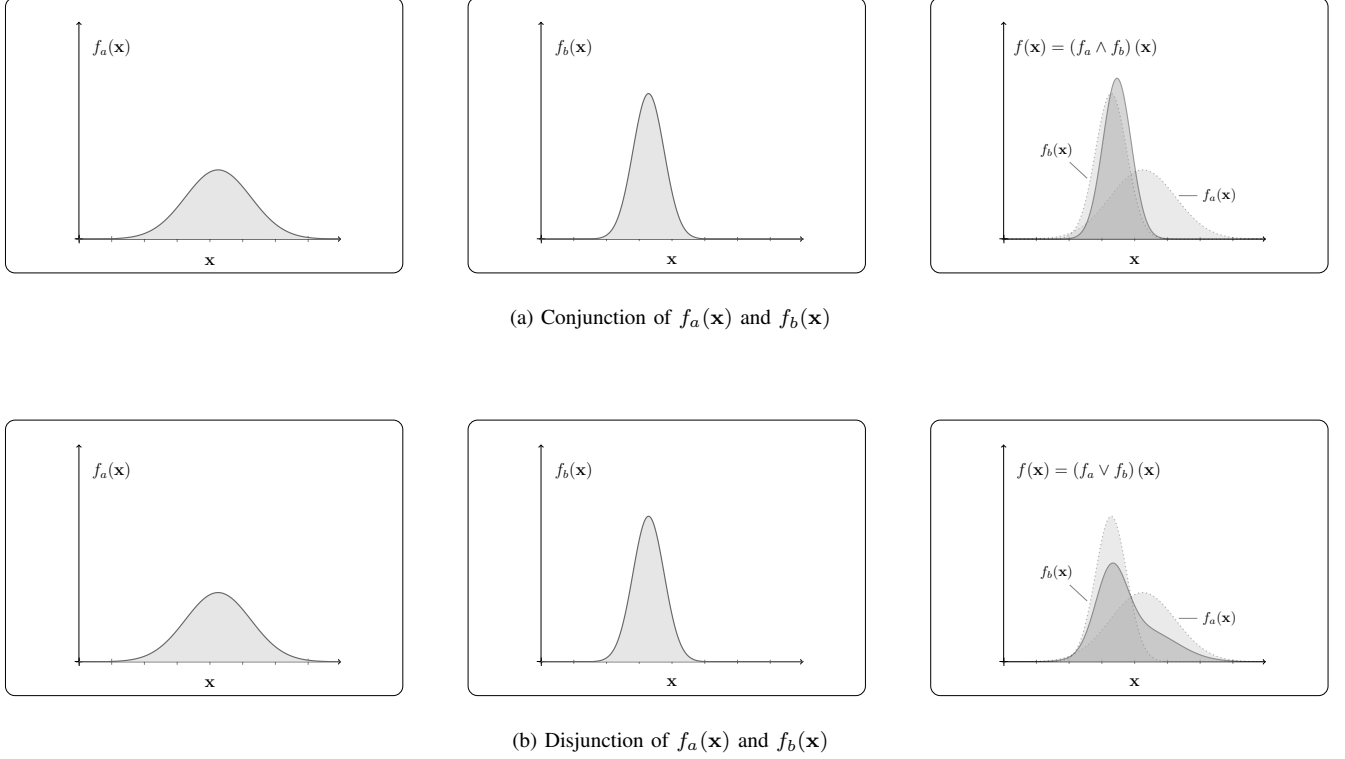 f_a(x)
x
f_b(x)
x
f(x) = (f_a ∧ f_b) (x)
f_b(x)
f_a(x)
x
(a) Conjunction of f_a(x) and f_b(x)
f_a(x)
x
f_b(x)
x
f(x) = (f_a ∨ f_b) (x)
f_b(x)
f_a(x)
x
(b) Disjunction of f_a(x) and f_b(x)